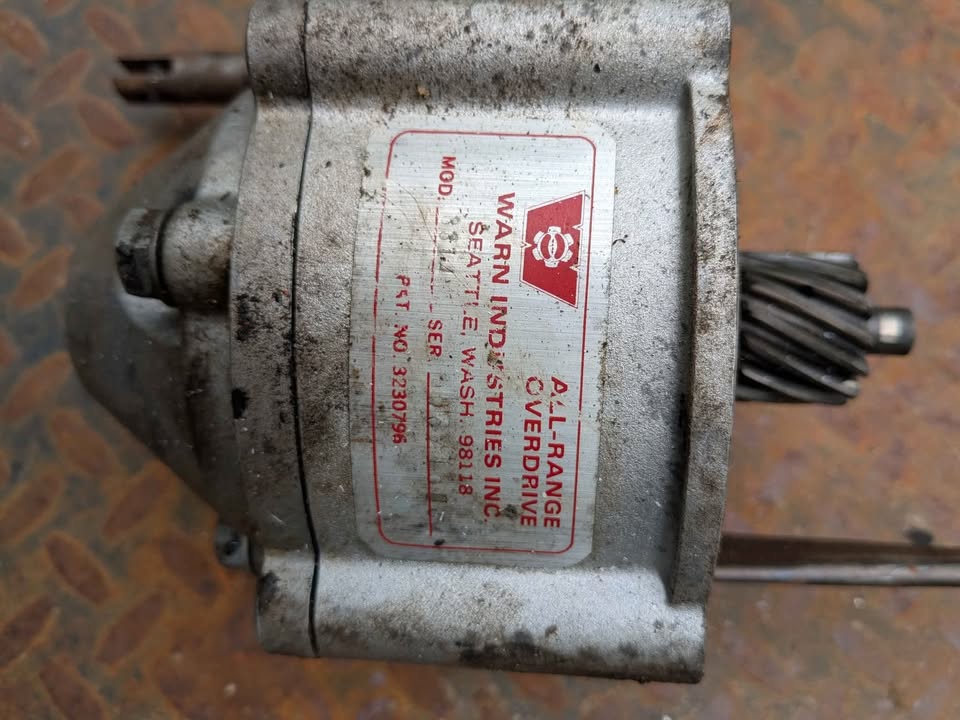 ALL-RANGE
OVERDRIVE
WARN INDUSTRIES INC.
SEATTLE, WASH. 98118
MOD. SER
PAT. NO 3230796